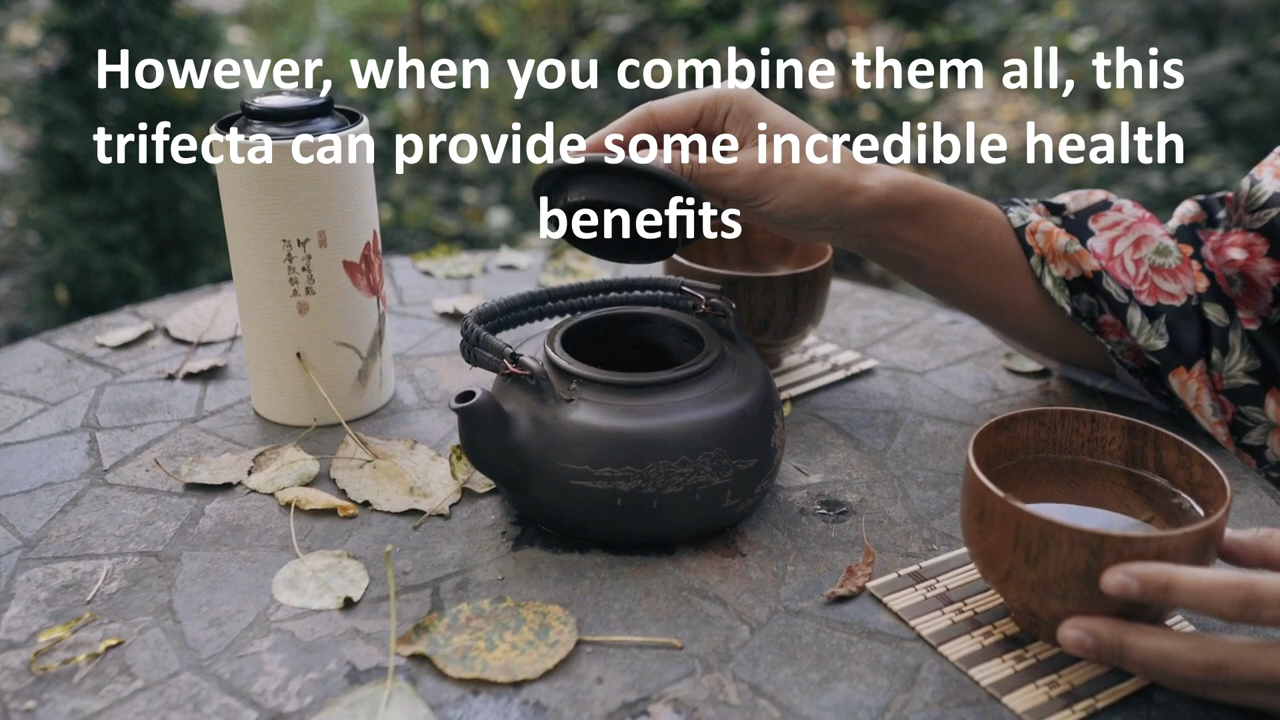 However, when you combine them all, this
trifecta can provide some incredible health
benefits